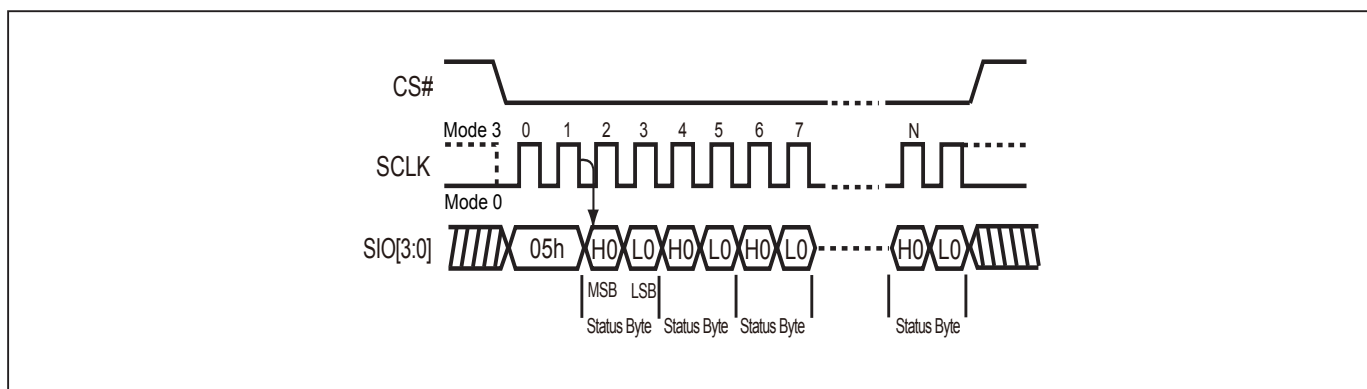 CS#
Mode 3 0 1 2 3 4 5 6 7 N
SCLK
Mode 0
SIO[3:0] 05h H0 L0 H0 L0 H0 L0 H0 L0
MSB LSB
Status Byte Status Byte Status Byte Status Byte